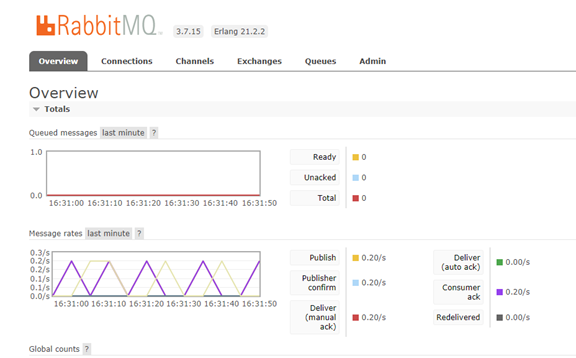 RabbitMQ 3.7.15 Erlang 21.2.2
Overview Connections Channels Exchanges Queues Admin
Overview
Totals
Queued messages last minute ?
1.0
0.0
16:31:00 16:31:10 16:31:20 16:31:30 16:31:40 16:31:50
Ready 0
Unacked 0
Total 0
Message rates last minute ?
0.3/s
0.2/s
0.2/s
0.1/s
0.1/s
0.0/s
16:31:00 16:31:10 16:31:20 16:31:30 16:31:40 16:31:50
Publish 0.20/s
Publisher
confirm 0.20/s
Deliver
(manual
ack) 0.20/s
Deliver
(auto ack) 0.00/s
Consumer
ack 0.20/s
Redelivered 0.00/s
Global counts ?